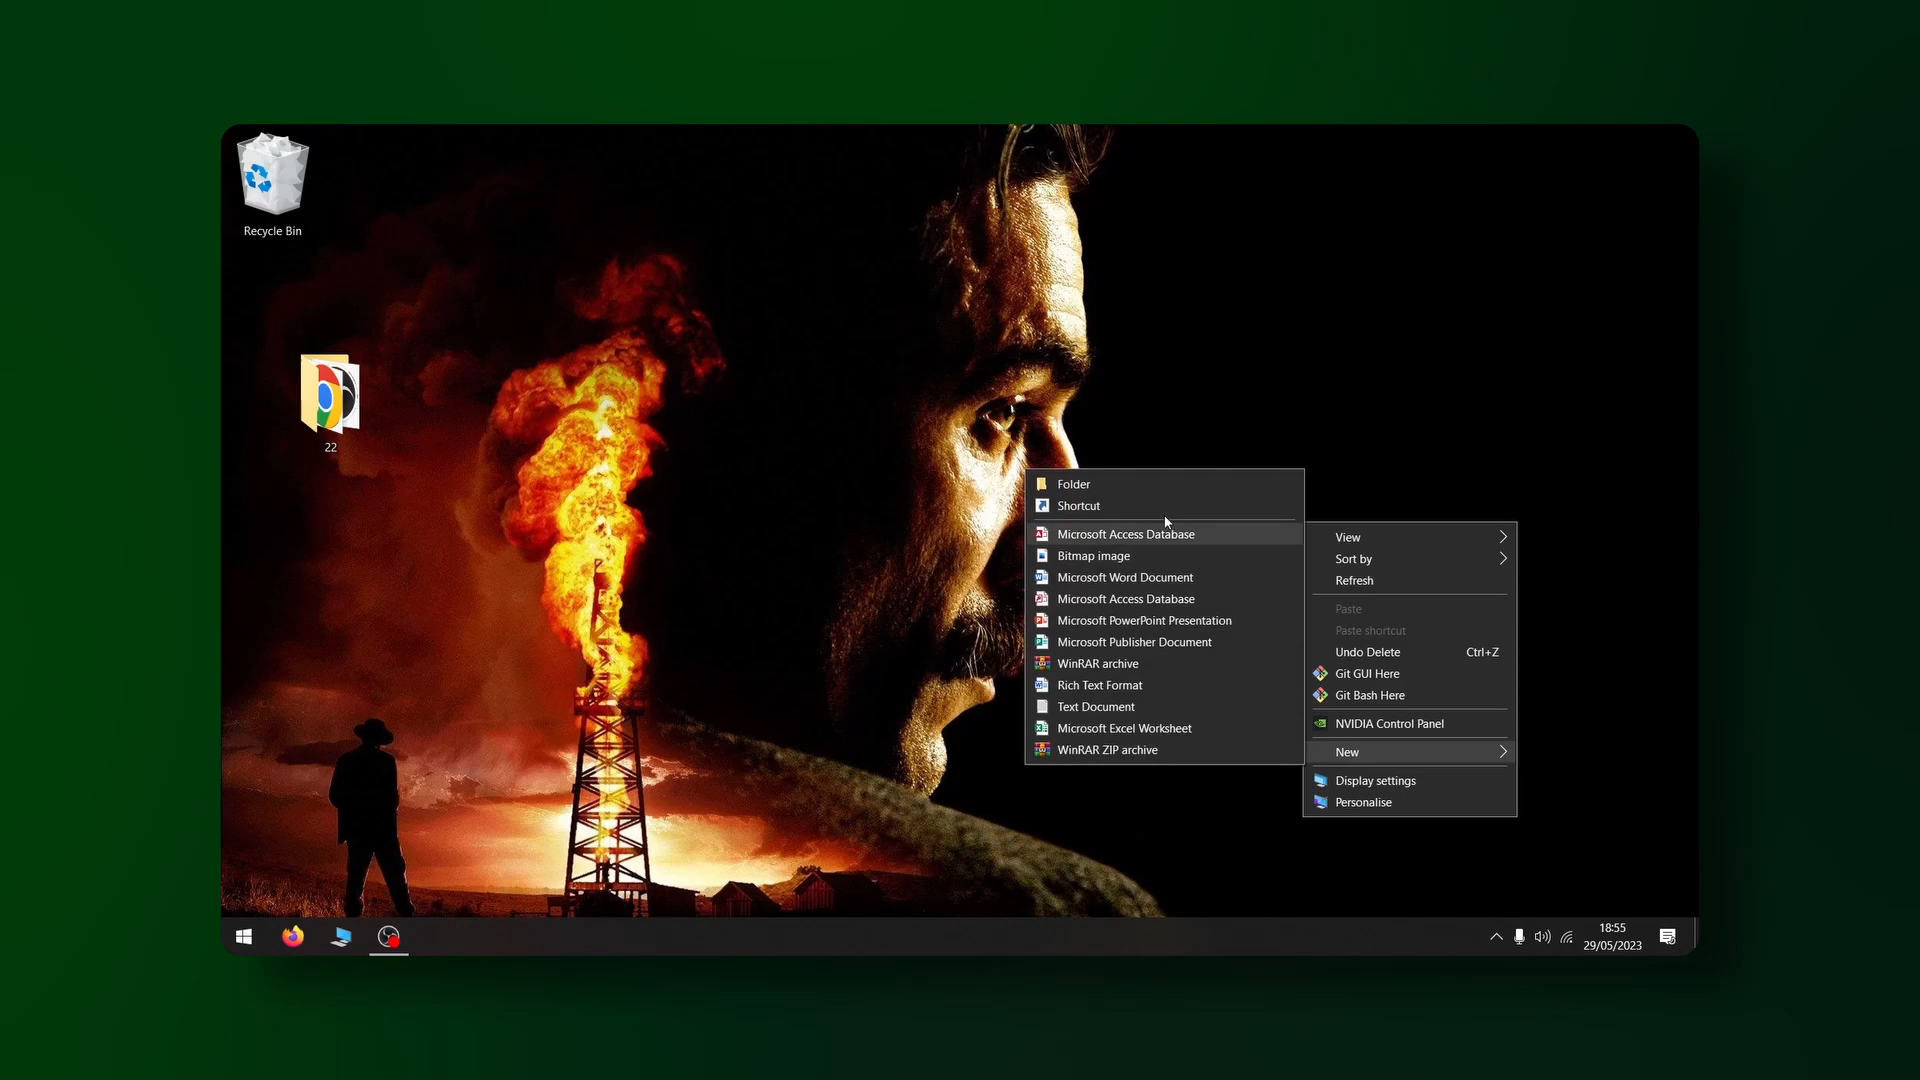 Recycle Bin
22
Folder
Shortcut
Microsoft Access Database
Bitmap image
Microsoft Word Document
Microsoft Access Database
Microsoft PowerPoint Presentation
Microsoft Publisher Document
WinRAR archive
Rich Text Format
Text Document
Microsoft Excel Worksheet
WinRAR ZIP archive
View
Sort by
Refresh
Paste
Paste shortcut
Undo Delete Ctrl+Z
Git GUI Here
Git Bash Here
NVIDIA Control Panel
New
Display settings
Personalise
18:55
29/05/2023